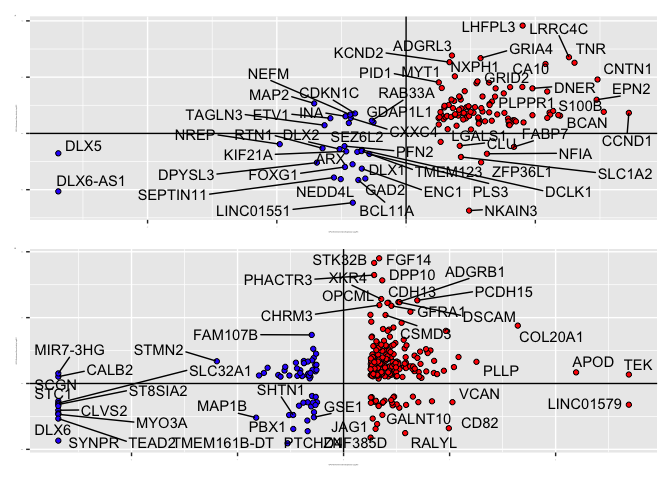 LHFPL3 LRRC4C
ADGRL3 GRIA4 TNR
KCND2
NEFM PID1 MYT1 NXPH1 CA10 CNTN1
MAP2 CDKN1C RAB33A GRID2 DNER EPN2
TAGLN3 ETV1 INA GDAP1L1 PLPPR1 S100B
NREP RTN1 DLX2 SEZ6L2 CXXC4 LGALS1 FABP7 BCAN
DLX5 KIF21A PFN2 CLU NFIA CCND1
DLX6-AS1 DPYSL3 ARX DLX1 TMEM123 ZFP36L1 SLC1A2
SEPTIN11 FOXG1 GAD2 ENC1 PLS3 DCLK1
LINC01551 NEDD4L BCL11A NKAIN3
STK32B FGF14
PHACTR3 XKR4 DPP10 ADGRB1
OPCML CDH13 PCDH15
CHRM3 GFRA1 DSCAM
FAM107B CSMD3 COL20A1
MIR7-3HG STMN2
CALB2 SLC32A1 PLLP APOD TEK
SCGN
STC1 ST8SIA2 SHTN1 VCAN
CLVS2 MAP1B GSE1 LINC01579
DLX6 MYO3A PBX1 JAG1 GALNT10 CD82
SYNPR TEAD2 TMEM161B-DT PTCHD4 ZNF385D RALYL